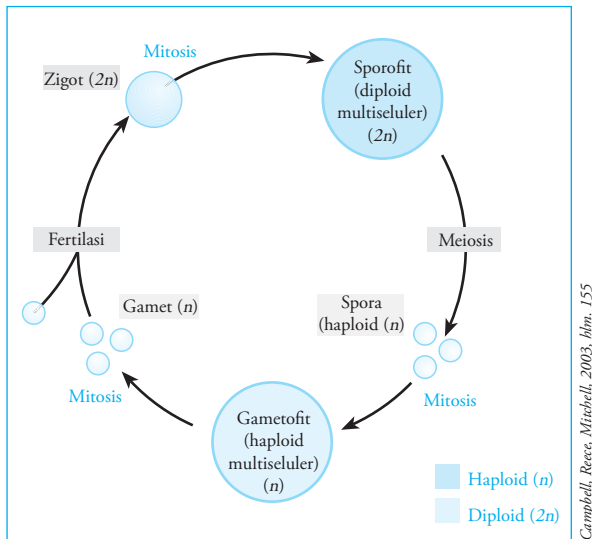 Mitosis
Zigot (2n)
Sporofit
(diploid
multiseluler)
(2n)
Fertilasi
Meiosis
Gamet (n)
Spora
(haploid (n)
Mitosis
Mitosis
Gametofit
(haploid
multiseluler)
(n)
Haploid (n)
Diploid (2n)
Campbell, Reece, Mitchell, 2003, hlm. 155